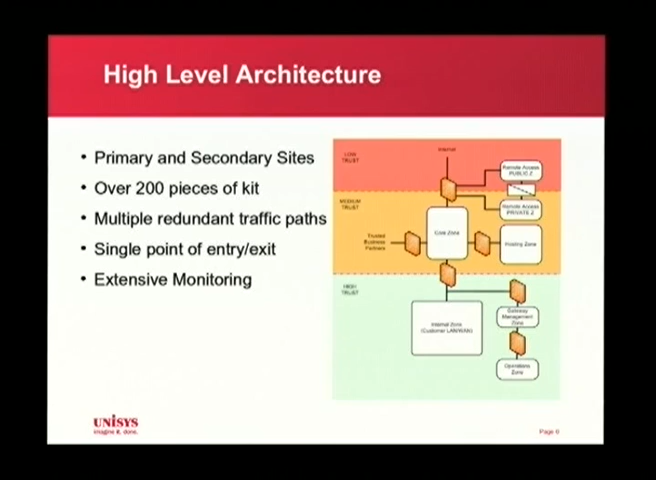 High Level Architecture
• Primary and Secondary Sites
• Over 200 pieces of kit
• Multiple redundant traffic paths
• Single point of entry/exit
• Extensive Monitoring
LOW
TRUST
Internet
Remote Access
PUBLIC Z
MEDIUM
TRUST
Remote Access
PRIVATE Z
Trusted
Business
Partners
Core Zone
Hosting Zone
HIGH
TRUST
Internal Zone
(Customer LAN/WAN)
Gateway
Management
Zone
Operations
Zone
UNISYS
imagine it. done.
Page